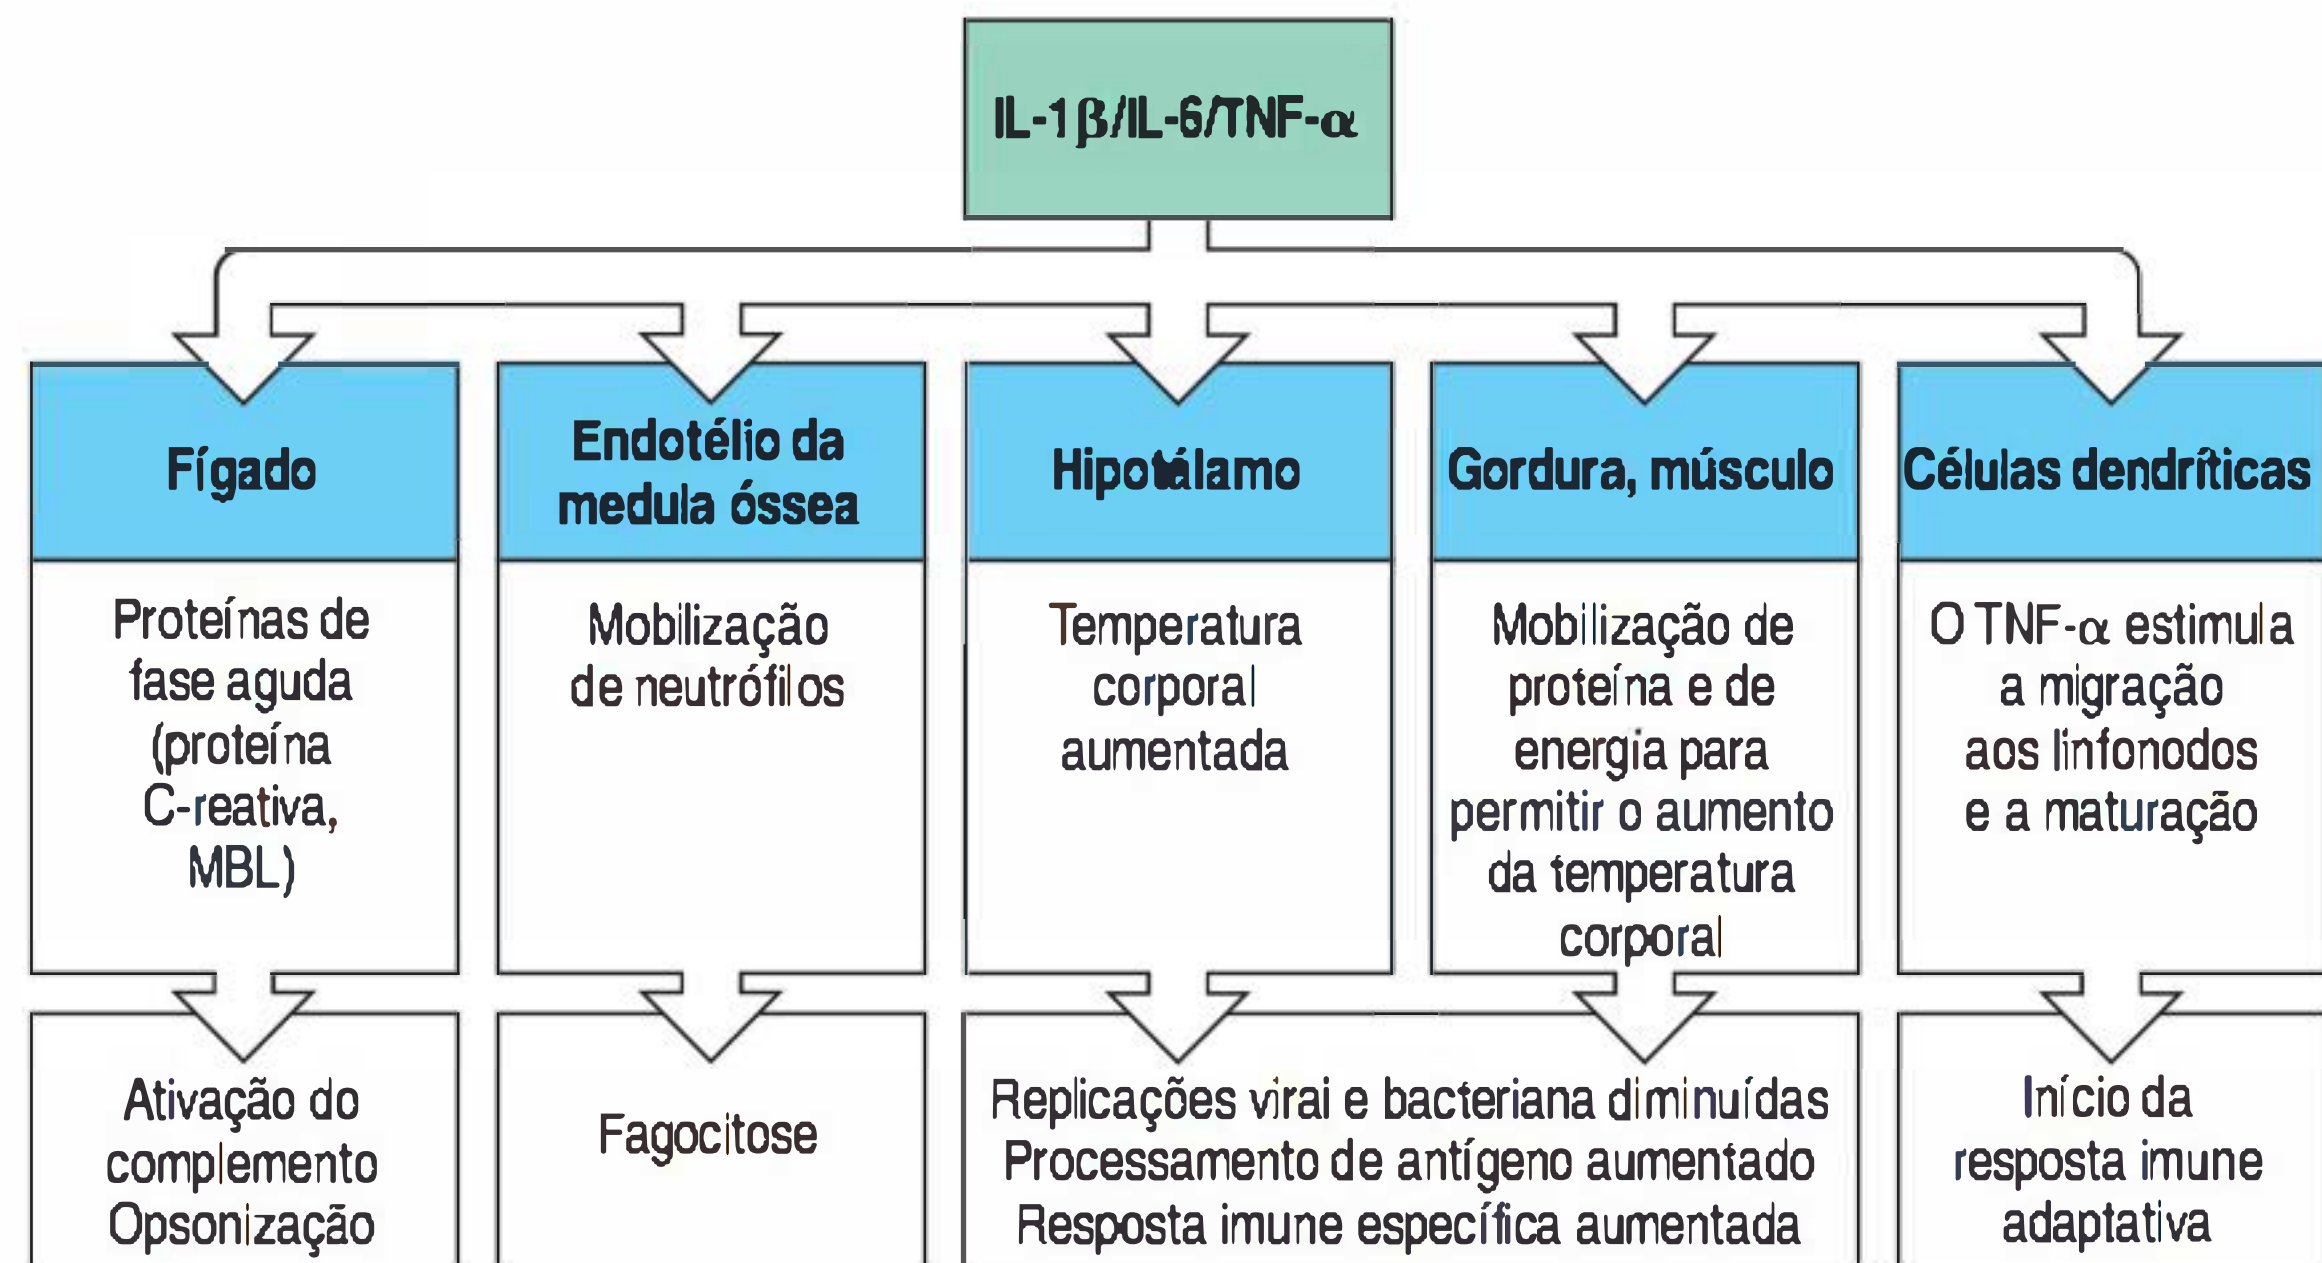 IL-1β/IL-6/TNF-α
Fígado
Endotélio da
medula óssea
Hipotálamo
Gordura, músculo
Células dendríticas
Proteínas de
fase aguda
(proteína
C-reativa,
MBL)
Mobilização
de neutrófilos
Temperatura
corporal
aumentada
Mobilização de
proteína e de
energia para
permitir o aumento
da temperatura
corporal
O TNF-α estimula
a migração
aos linfonodos
e a maturação
Ativação do
complemento
Opsonização
Fagocitose
Replicações virai e bacteriana diminuídas
Processamento de antígeno aumentado
Resposta imune específica aumentada
Início da
resposta imune
adaptativa